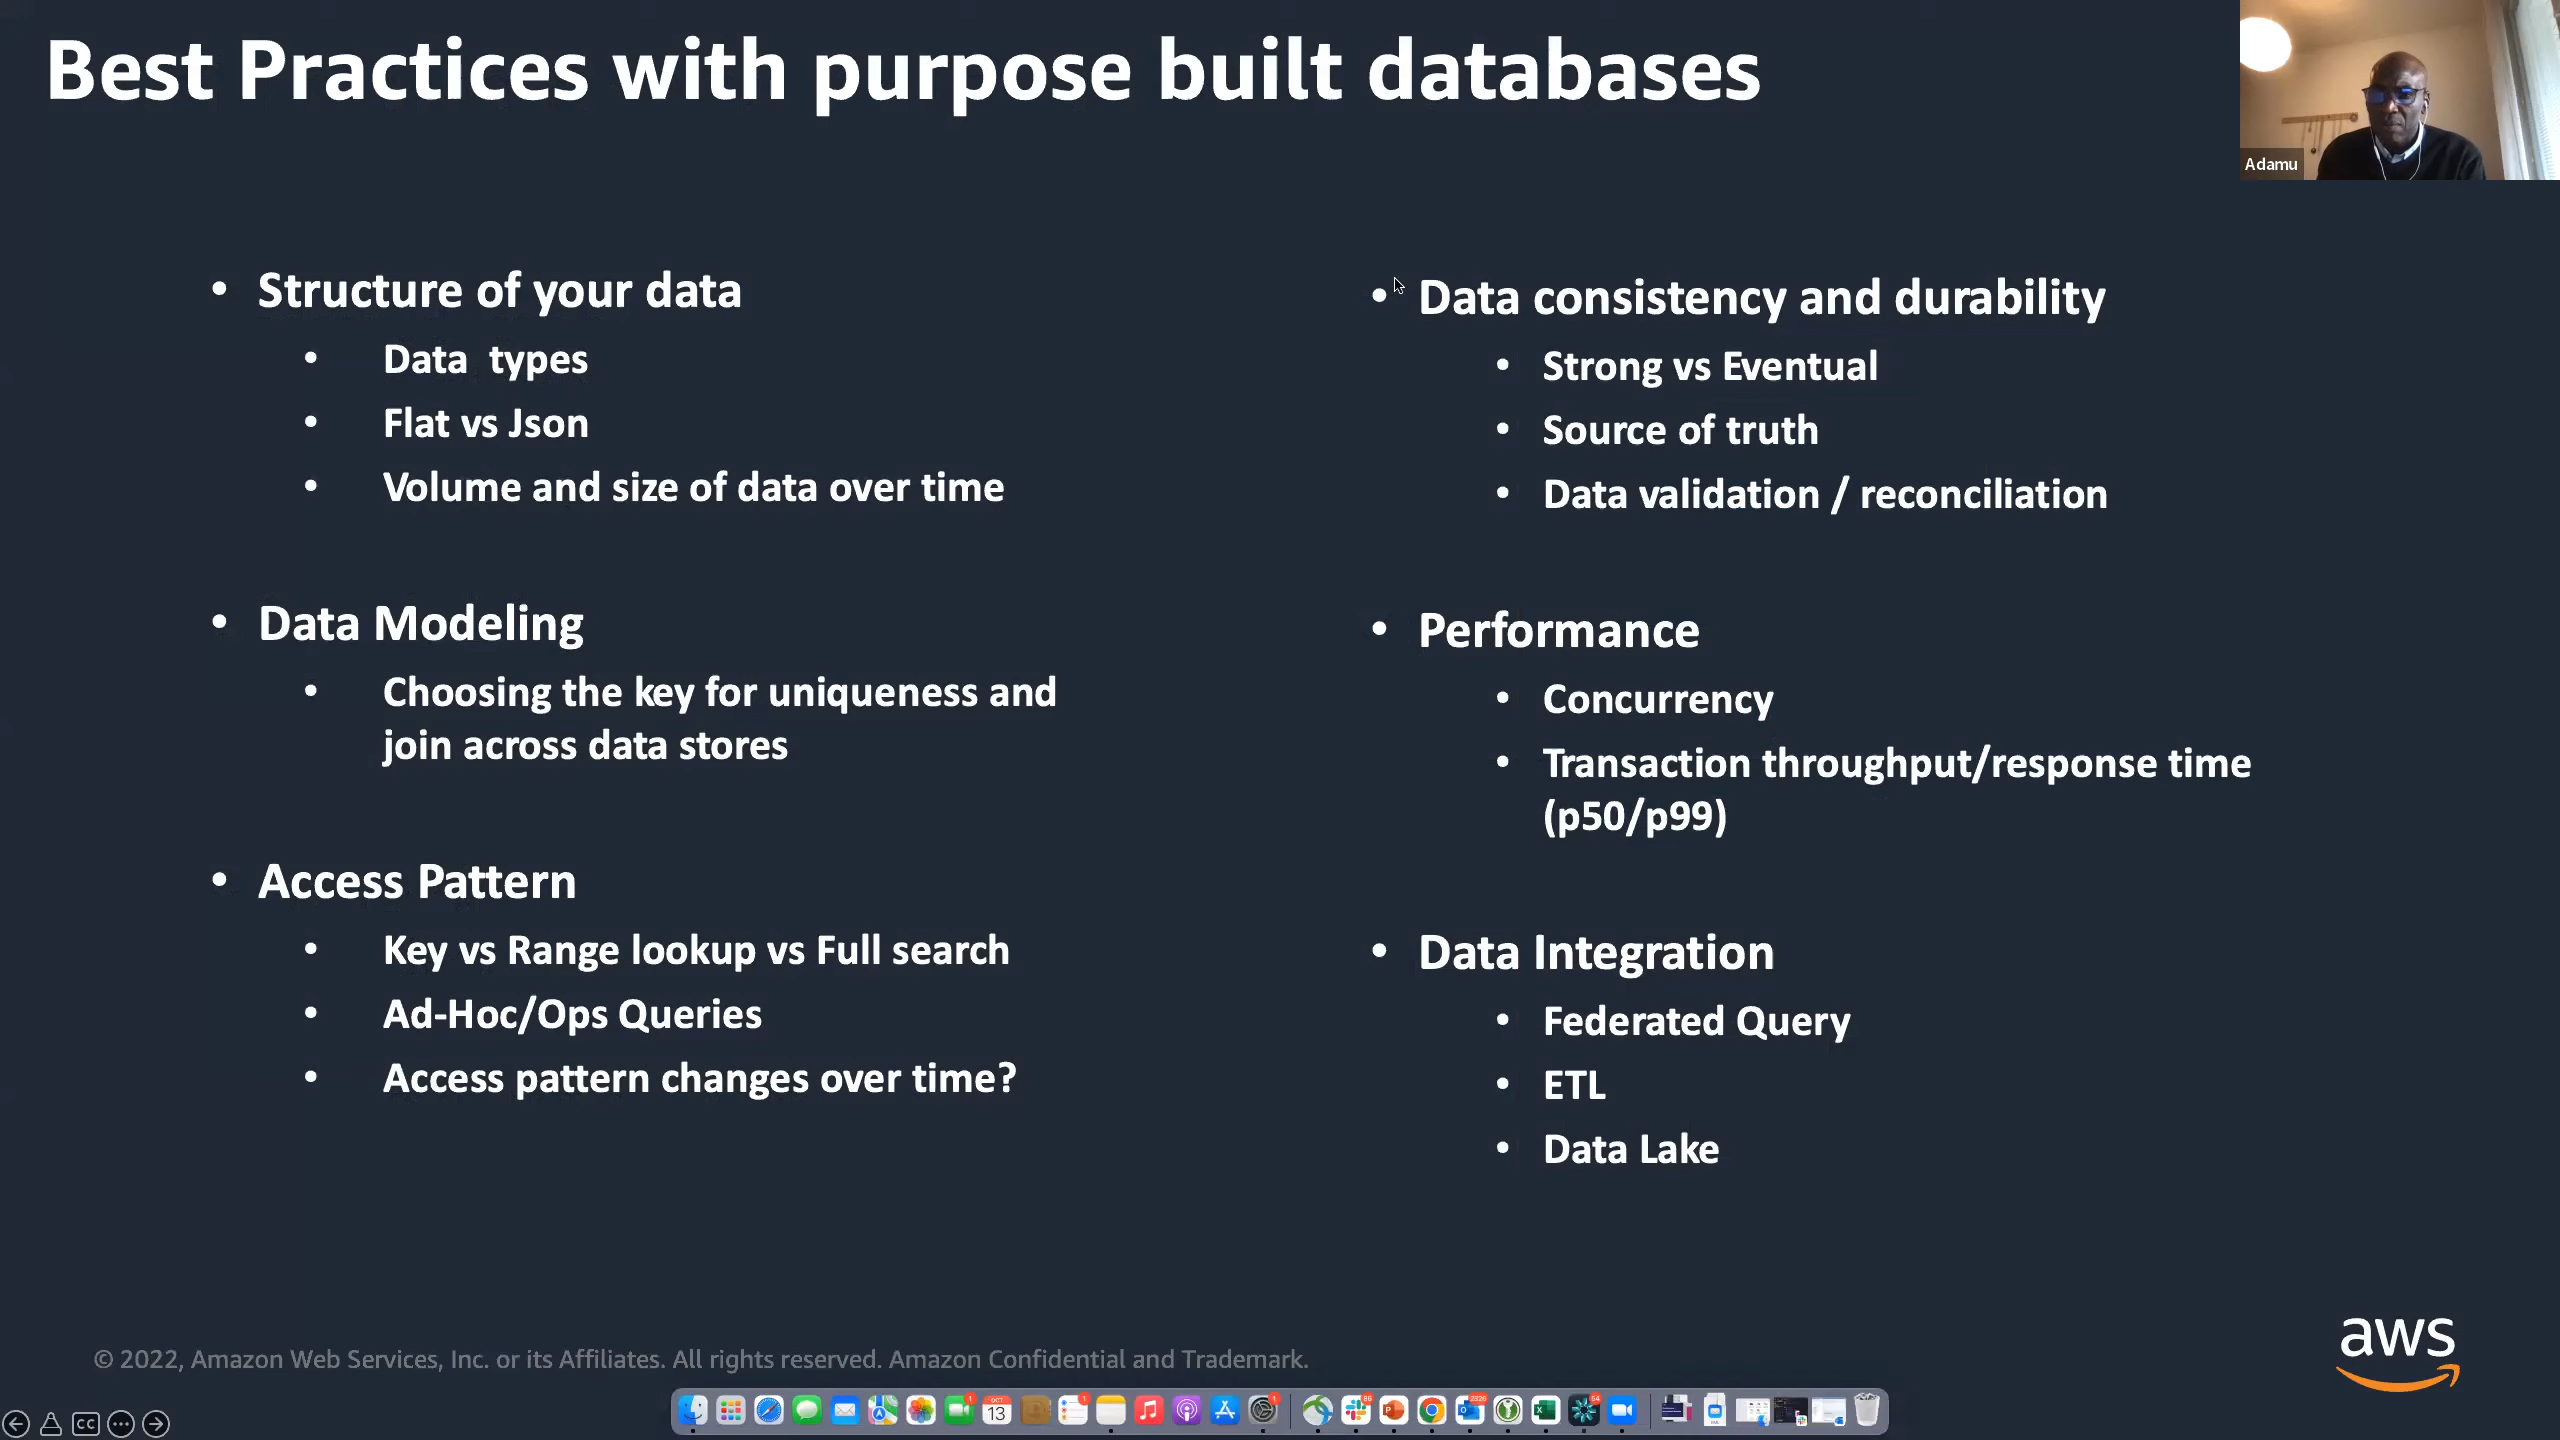 Best Practices with purpose built databases
Adamu
• Structure of your data
• Data types
• Flat vs Json
• Volume and size of data over time
• Data Modeling
• Choosing the key for uniqueness and
join across data stores
• Access Pattern
• Key vs Range lookup vs Full search
• Ad-Hoc/Ops Queries
• Access pattern changes over time?
• Data consistency and durability
• Strong vs Eventual
• Source of truth
• Data validation / reconciliation
• Performance
• Concurrency
• Transaction throughput/response time
(p50/p99)
• Data Integration
• Federated Query
• ETL
• Data Lake
© 2022, Amazon Web Services, Inc. or its Affiliates. All rights reserved. Amazon Confidential and Trademark.
aws
CC
OCT
13